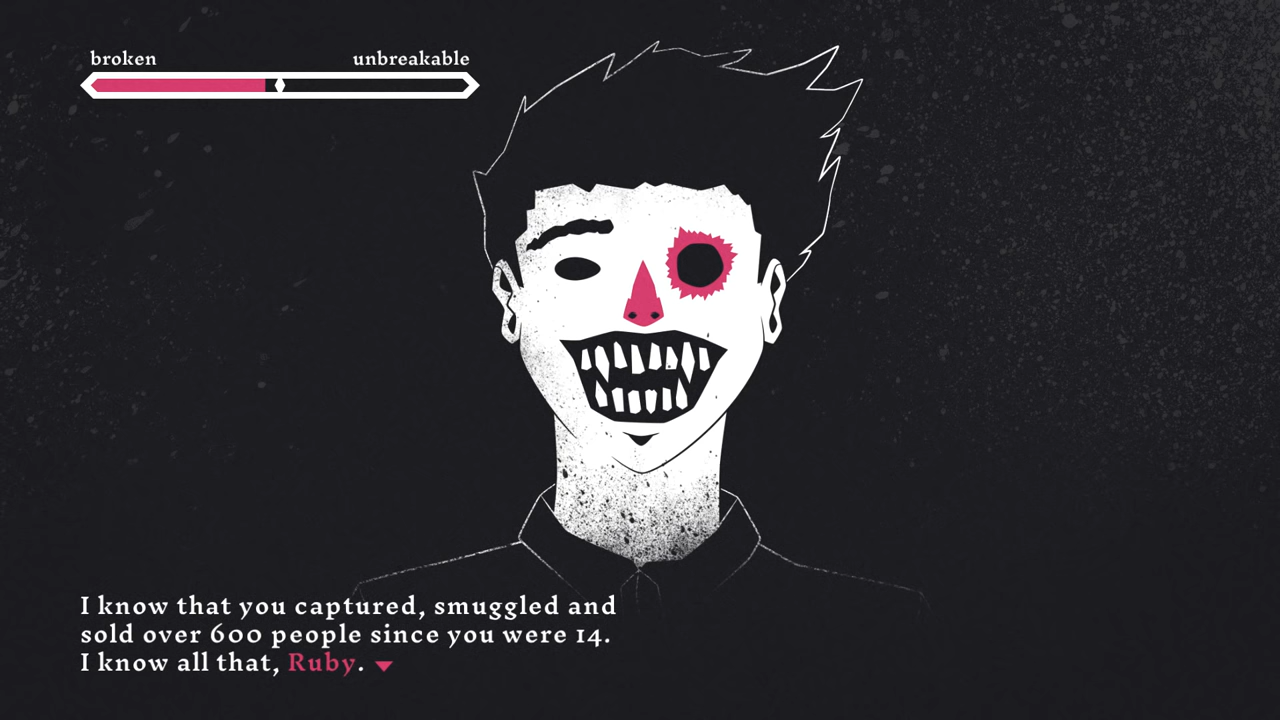 broken
unbreakable
I know that you captured, smuggled and
sold over 600 people since you were 14.
I know all that, Ruby.